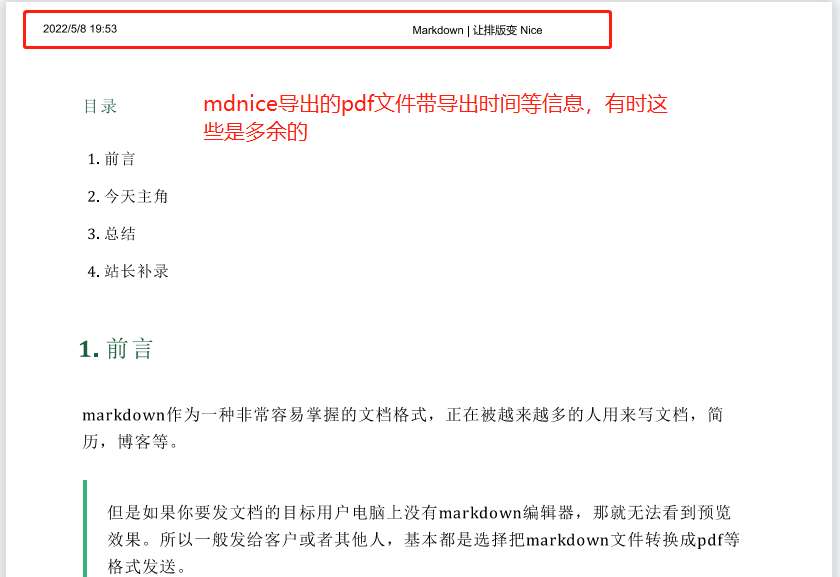 2022/5/8 19:53 Markdown | 让排版变 Nice
目录
mdnice导出的pdf文件带导出时间等信息，有时这
些是多余的
1. 前言
2. 今天主角
3. 总结
4. 站长补录
1. 前言
markdown作为一种非常容易掌握的文档格式，正在被越来越多的人用来写文档，简
历，博客等。
但是如果你要发文档的目标用户电脑上没有markdown编辑器，那就无法看到预览
效果。所以一般发给客户或者其他人，基本都是选择把markdown文件转换成pdf等
格式发送。